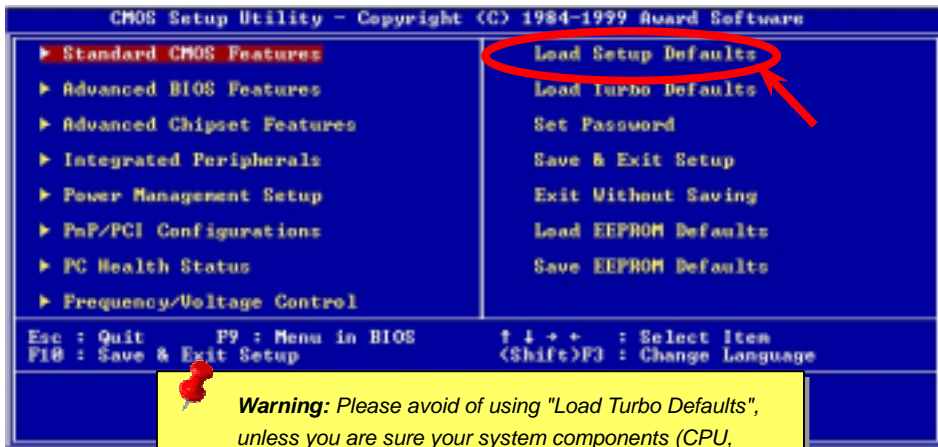 CMOS Setup Utility - Copyright (C) 1984-1999 Award Software
▶ Standard CMOS Features
▶ Advanced BIOS Features
▶ Advanced Chipset Features
▶ Integrated Peripherals
▶ Power Management Setup
▶ PnP/PCI Configurations
▶ PC Health Status
▶ Frequency/Voltage Control
Load Setup Defaults
Load Turbo Defaults
Set Password
Save & Exit Setup
Exit Without Saving
Load EEPROM Defaults
Save EEPROM Defaults
Esc : Quit F9 : Menu in BIOS
F10 : Save & Exit Setup
↑ ↓ → ← : Select Item
(Shift)F3 : Change Language
Warning: Please avoid of using "Load Turbo Defaults",
unless you are sure your system components (CPU,